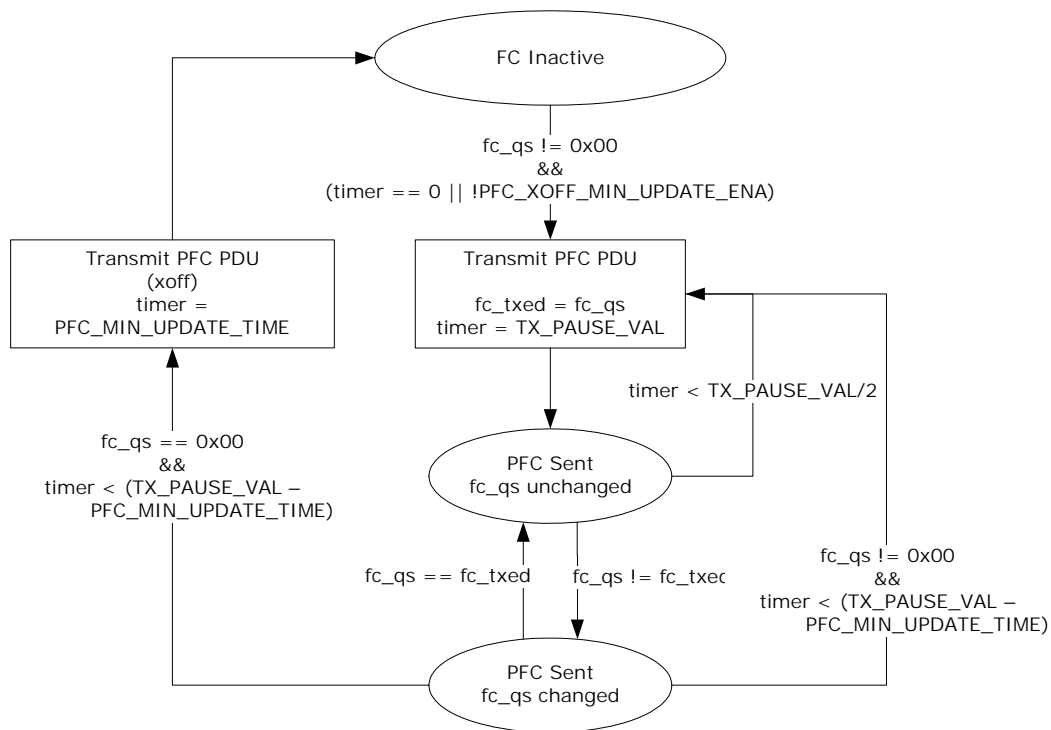 FC Inactive
fc_qs != 0x00
&&
(timer == 0 || !PFC_XOFF_MIN_UPDATE_ENA)
Transmit PFC PDU
(xoff)
timer =
PFC_MIN_UPDATE_TIME
Transmit PFC PDU
fc_txed = fc_qs
timer = TX_PAUSE_VAL
timer < TX_PAUSE_VAL/2
fc_qs == 0x00
&&
timer < (TX_PAUSE_VAL –
PFC_MIN_UPDATE_TIME)
PFC Sent
fc_qs unchanged
fc_qs != 0x00
&&
timer < (TX_PAUSE_VAL –
PFC_MIN_UPDATE_TIME)
fc_qs == fc_txed
fc_qs != fc_txed
PFC Sent
fc_qs changed